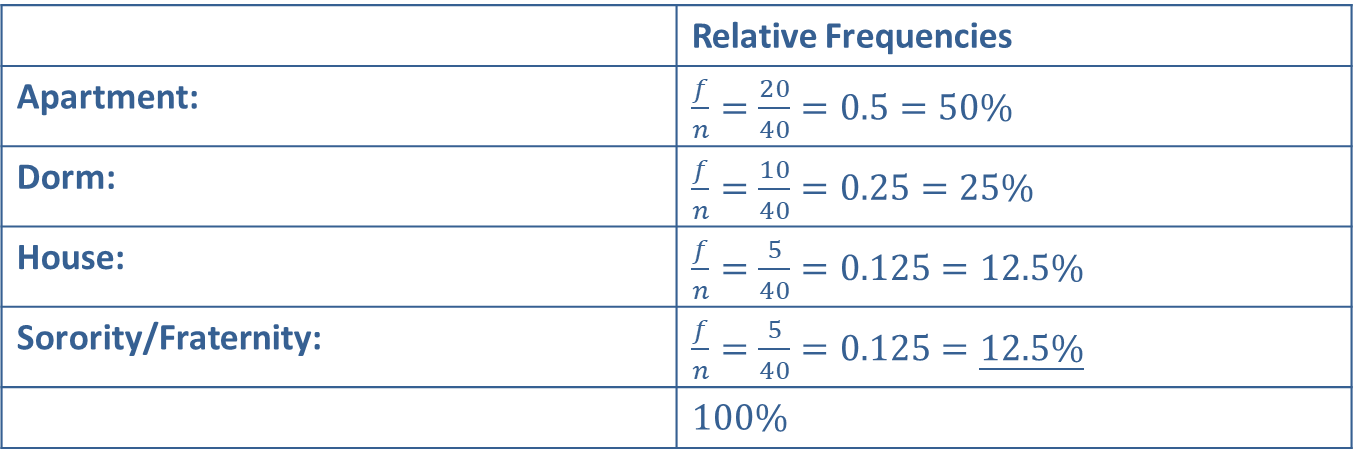 Relative Frequencies
Apartment: f/n = 20/40 = 0.5 = 50%
Dorm: f/n = 10/40 = 0.25 = 25%
House: f/n = 5/40 = 0.125 = 12.5%
Sorority/Fraternity: f/n = 5/40 = 0.125 = 12.5%
100%